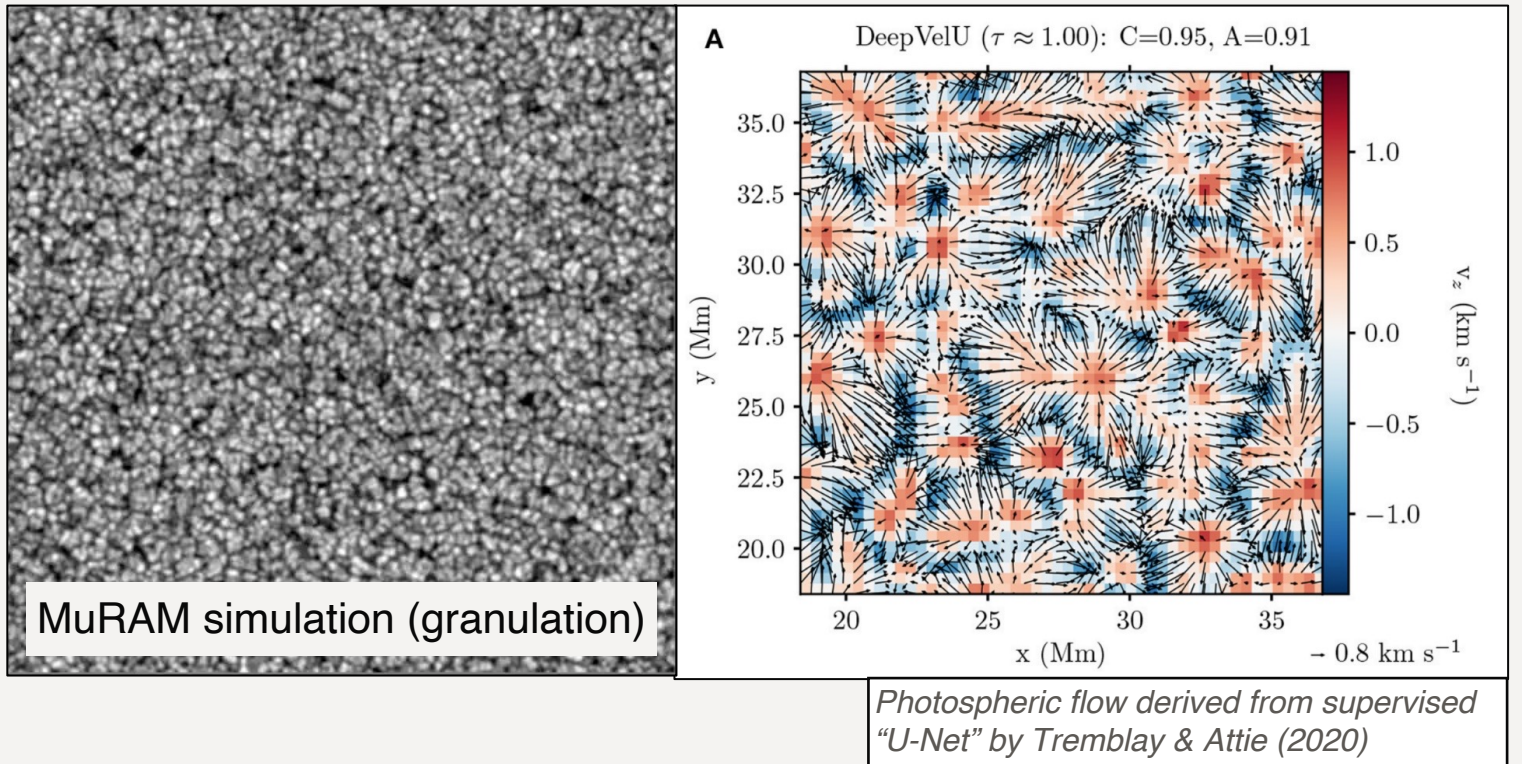 MuRAM simulation (granulation)
A
DeepVelU (τ ≈ 1.00): C=0.95, A=0.91
35.0
32.5
30.0
27.5
25.0
22.5
20.0
y (Mm)
20 25 30 35
x (Mm)
1.0
0.5
0.0
−0.5
−1.0
v_z (km s⁻¹)
→ 0.8 km s⁻¹
Photospheric flow derived from supervised
“U-Net” by Tremblay & Attie (2020)